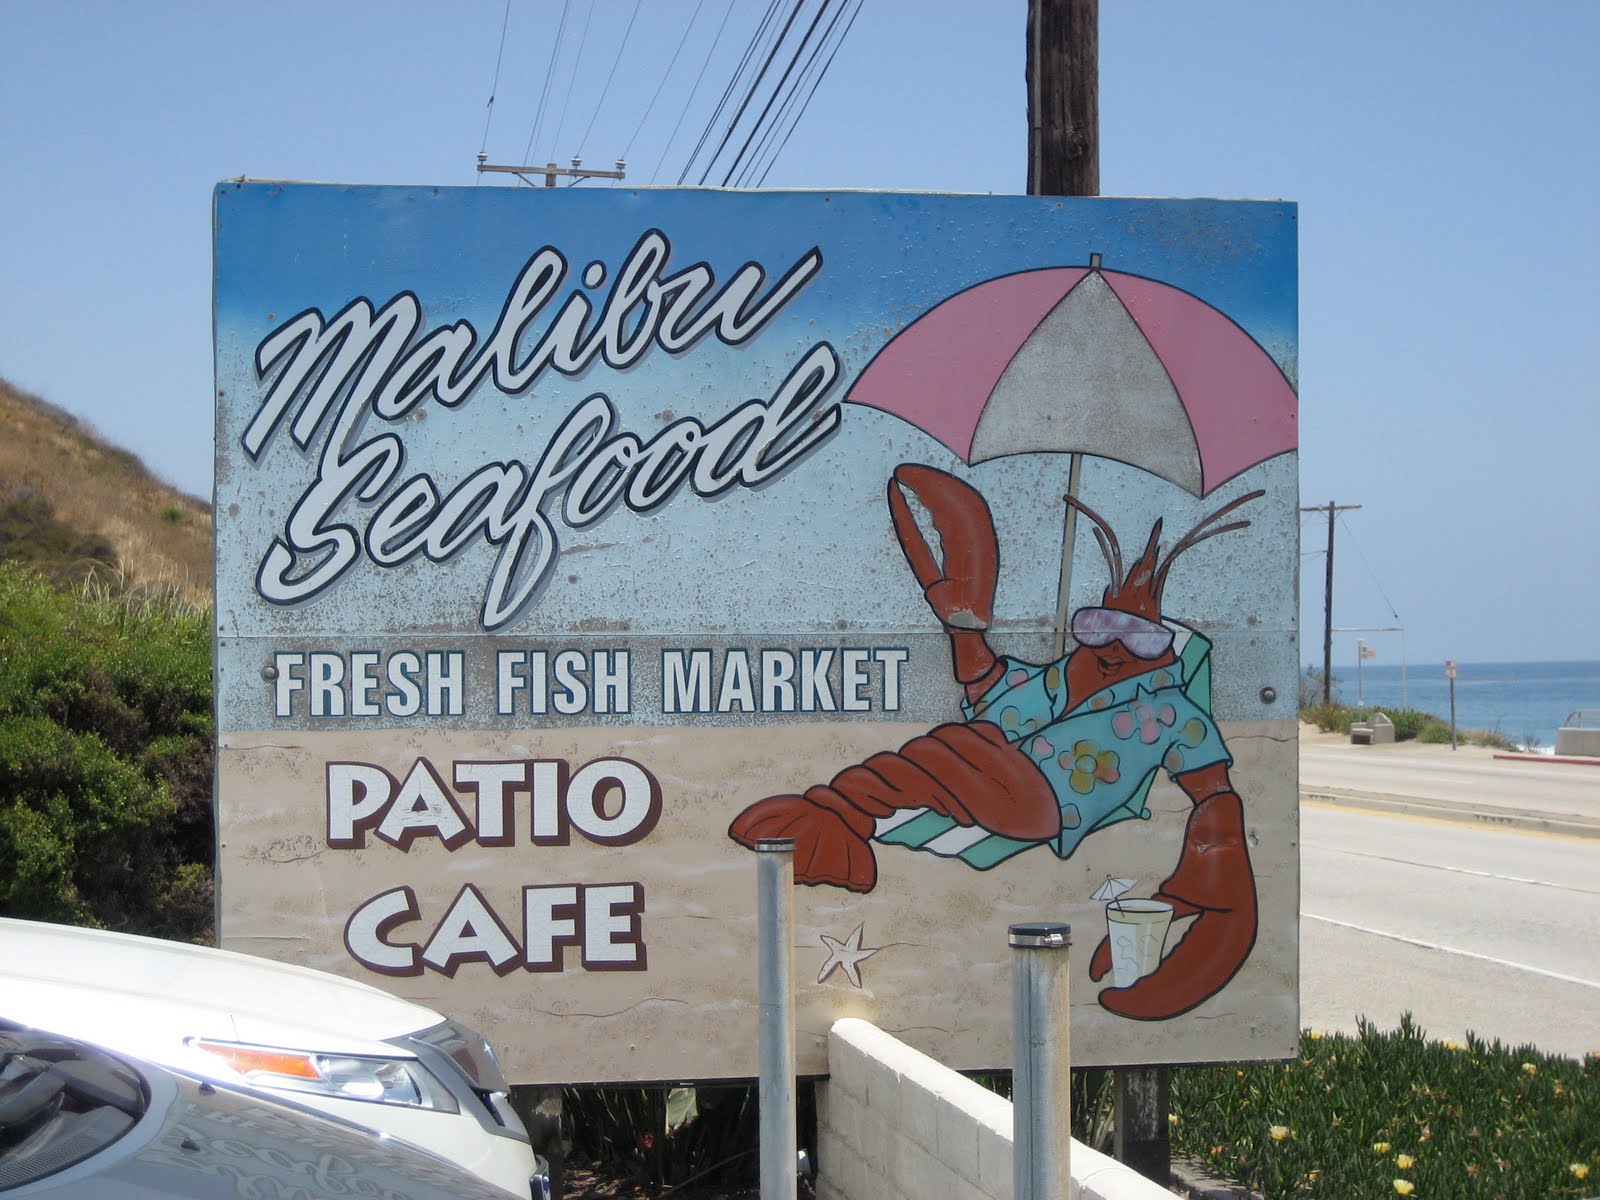 Malibu
Seafood
FRESH FISH MARKET
PATIO
CAFE